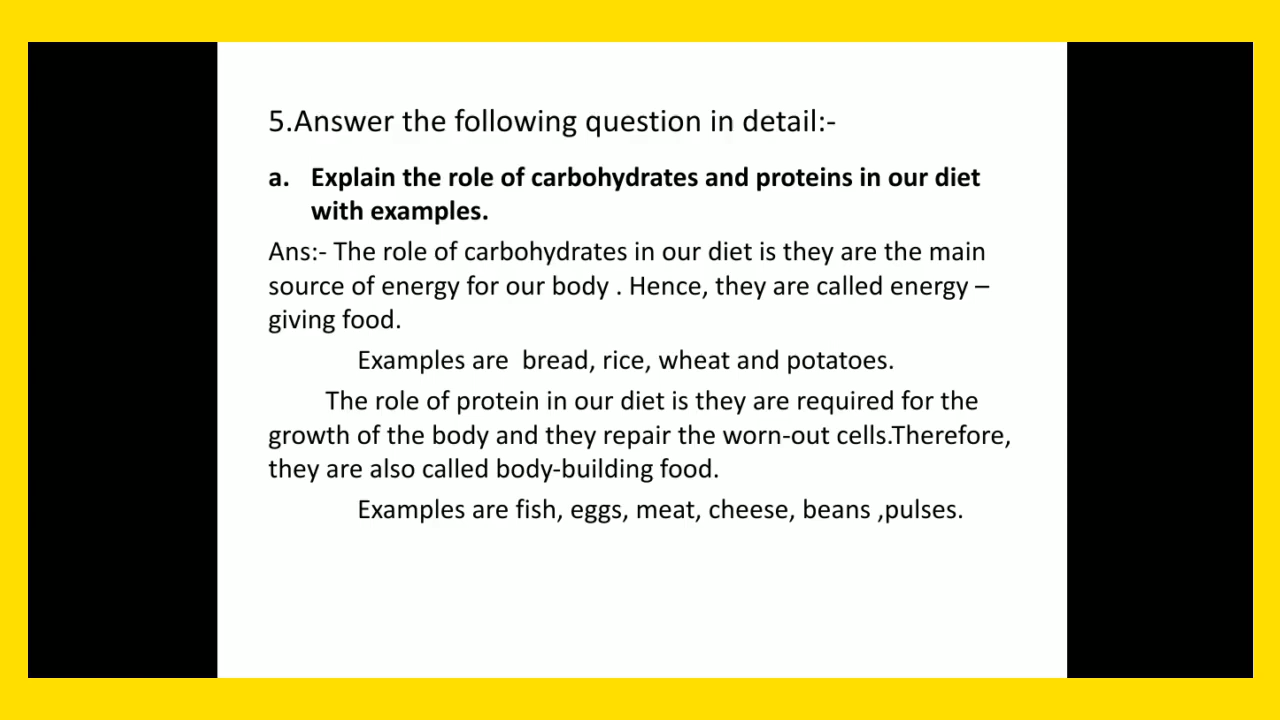 5.Answer the following question in detail:-
a. Explain the role of carbohydrates and proteins in our diet
with examples.
Ans:- The role of carbohydrates in our diet is they are the main
source of energy for our body . Hence, they are called energy –
giving food.
Examples are  bread, rice, wheat and potatoes.
The role of protein in our diet is they are required for the
growth of the body and they repair the worn-out cells.Therefore,
they are also called body-building food.
Examples are fish, eggs, meat, cheese, beans ,pulses.